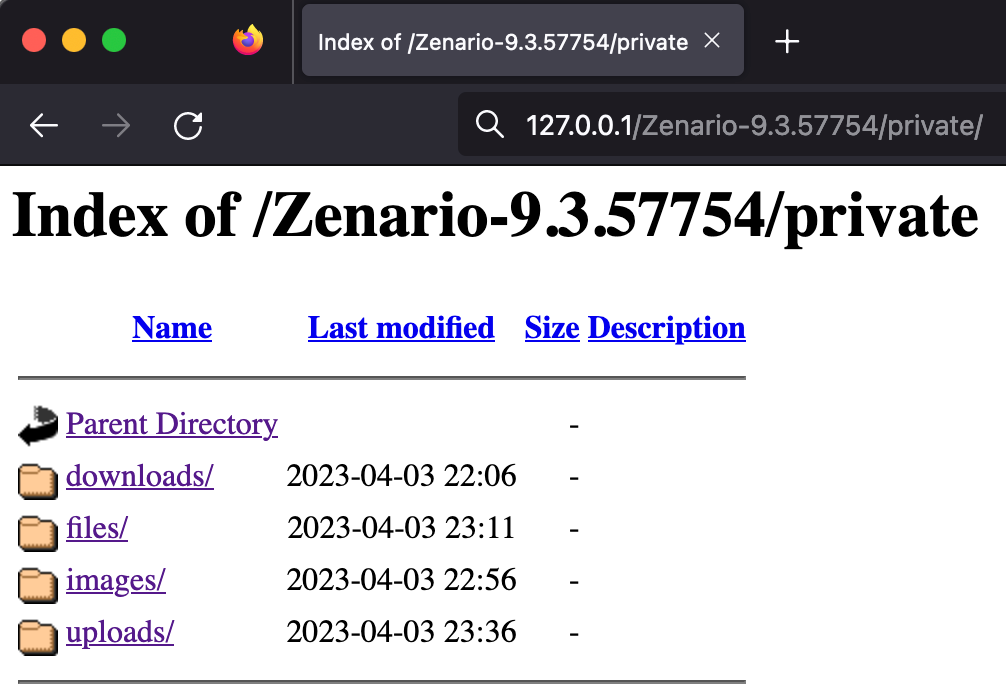 Index of /Zenario-9.3.57754/private
127.0.0.1/Zenario-9.3.57754/private/
Index of /Zenario-9.3.57754/private
Name Last modified Size Description
Parent Directory -
downloads/ 2023-04-03 22:06 -
files/ 2023-04-03 23:11 -
images/ 2023-04-03 22:56 -
uploads/ 2023-04-03 23:36 -